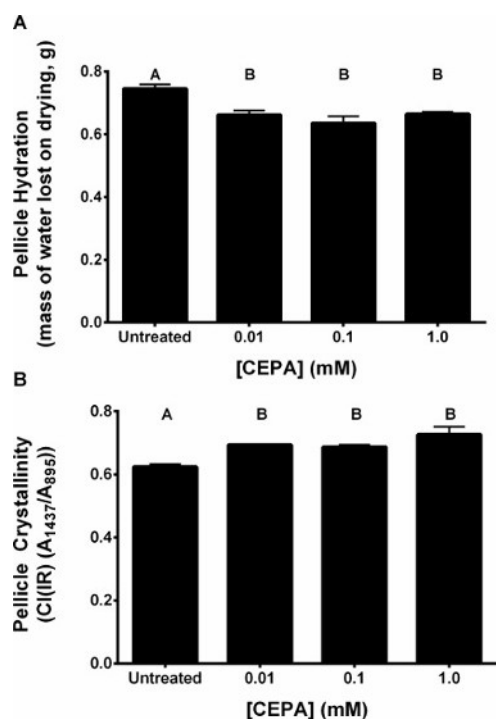 A
Pellicle Hydration
(mass of water lost on drying, g)
0.8
0.6
0.4
0.2
0.0
A B B B
Untreated 0.01 0.1 1.0
[CEPA] (mM)
B
Pellicle Crystallinity
(CI(IR) (A1437/A895))
0.8
0.6
0.4
0.2
0.0
A B B B
Untreated 0.01 0.1 1.0
[CEPA] (mM)